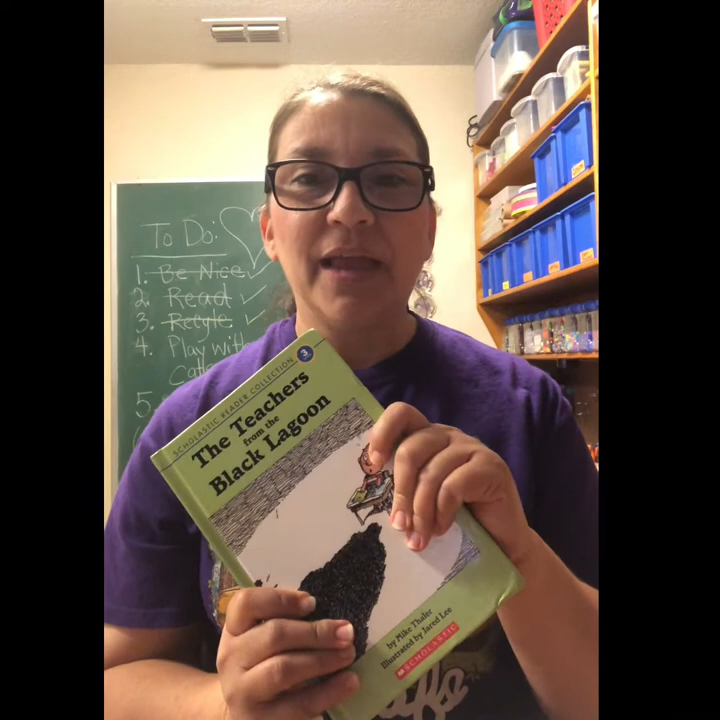 To Do:
1. Be Nice
2. Read
3. Recyle
4. Play with
Cats
5.
SCHOLASTIC READER COLLECTION 3
The Teachers
from the
Black Lagoon
by Mike Thaler
Illustrated by Jared Lee
SCHOLASTIC